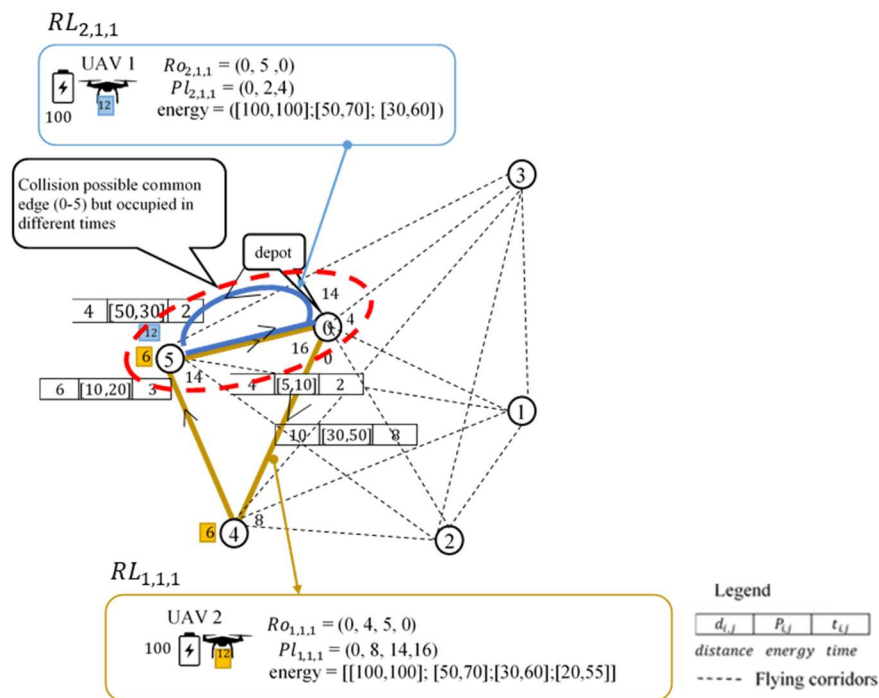 RL₂,₁,₁
UAV 1
100
12
Ro₂,₁,₁ = (0, 5 ,0)
Pl₂,₁,₁ = (0, 2,4)
energy = ([100,100];[50,70]; [30,60])
Collision possible common
edge (0-5) but occupied in
different times
depot
3
14
4 [50,30] 2
4
12
16
0
6
5
14
4 [5,10] 2
6 [10,20] 3
1
10 [30,50] 8
8
6
4
2
RL₁,₁,₁
UAV 2
100
12
Ro₁,₁,₁ = (0, 4, 5, 0)
Pl₁,₁,₁ = (0, 8, 14,16)
energy = [[100,100]; [50,70];[30,60];[20,55]]
Legend
dᵢ,ⱼ Pᵢ,ⱼ tᵢ,ⱼ
distance energy time
Flying corridors